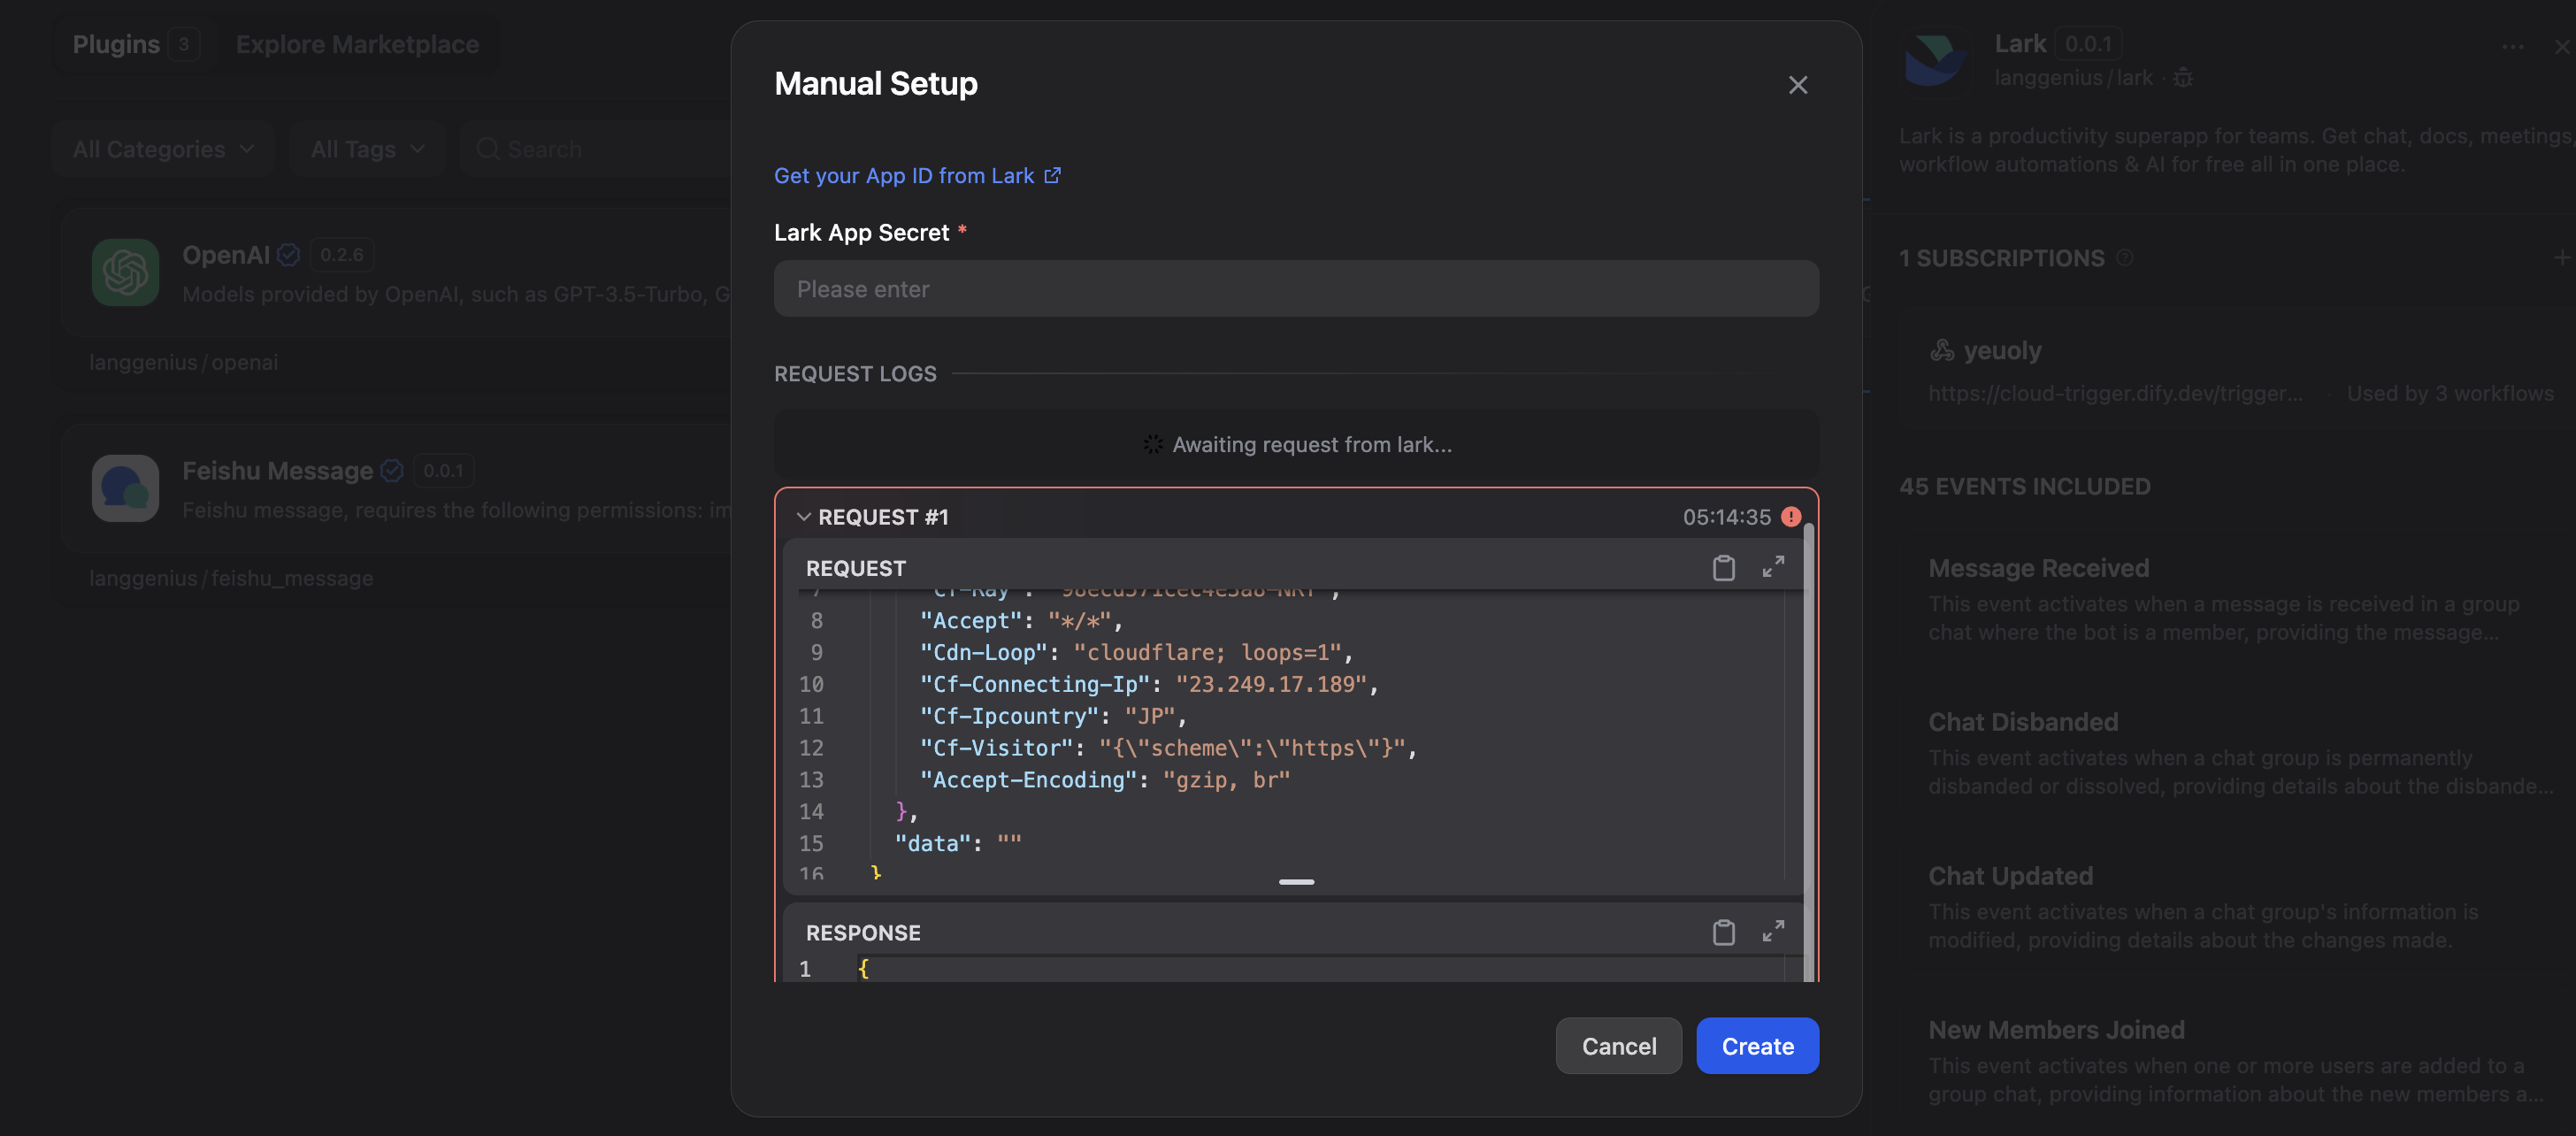 Plugins 3
Explore Marketplace
All Categories
All Tags
Search
OpenAI 0.2.6
Models provided by OpenAI, such as GPT-3.5-Turbo, G
langgenius/openai
Feishu Message 0.0.1
Feishu message, requires the following permissions: im
langgenius/feishu_message
Manual Setup
Get your App ID from Lark
Lark App Secret *
Please enter
REQUEST LOGS
Awaiting request from lark...
REQUEST #1
05:14:35
REQUEST
8 "Accept": "*/*",
9 "Cdn-Loop": "cloudflare; loops=1",
10 "Cf-Connecting-Ip": "23.249.17.189",
11 "Cf-Ipcountry": "JP",
12 "Cf-Visitor": "{\"scheme\":\"https\"}",
13 "Accept-Encoding": "gzip, br"
14 },
15 "data": ""
16 }
RESPONSE
1 {
Cancel
Create
Lark 0.0.1
langgenius/lark ·
Lark is a productivity superapp for teams. Get chat, docs, meetings,
workflow automations & AI for free all in one place.
1 SUBSCRIPTIONS
yeuoly
https://cloud-trigger.dify.dev/trigger... · Used by 3 workflows
45 EVENTS INCLUDED
Message Received
This event activates when a message is received in a group
chat where the bot is a member, providing the message...
Chat Disbanded
This event activates when a chat group is permanently
disbanded or dissolved, providing details about the disbande...
Chat Updated
This event activates when a chat group's information is
modified, providing details about the changes made.
New Members Joined
This event activates when one or more users are added to a
group chat, providing information about the new members a...